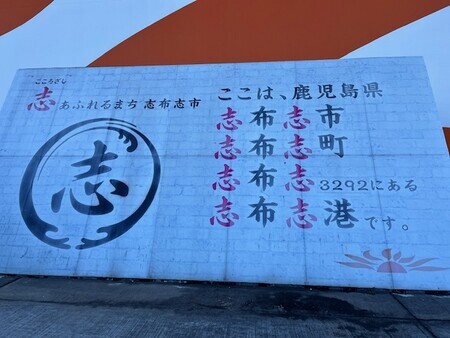 こころざし
志あふれるまち 志布志市
志
ここは、鹿児島県
志布志市
志布志町
志布志3292にある
志布志港です。